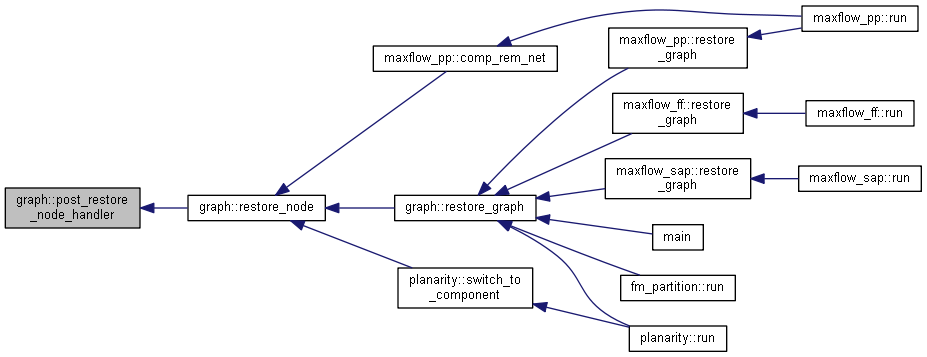 graph::post_restore
_node_handler
graph::restore_node
maxflow_pp::comp_rem_net
graph::restore_graph
planarity::switch_to
_component
maxflow_pp::run
maxflow_pp::restore
_graph
maxflow_ff::restore
_graph
maxflow_ff::run
maxflow_sap::restore
_graph
maxflow_sap::run
main
fm_partition::run
planarity::run